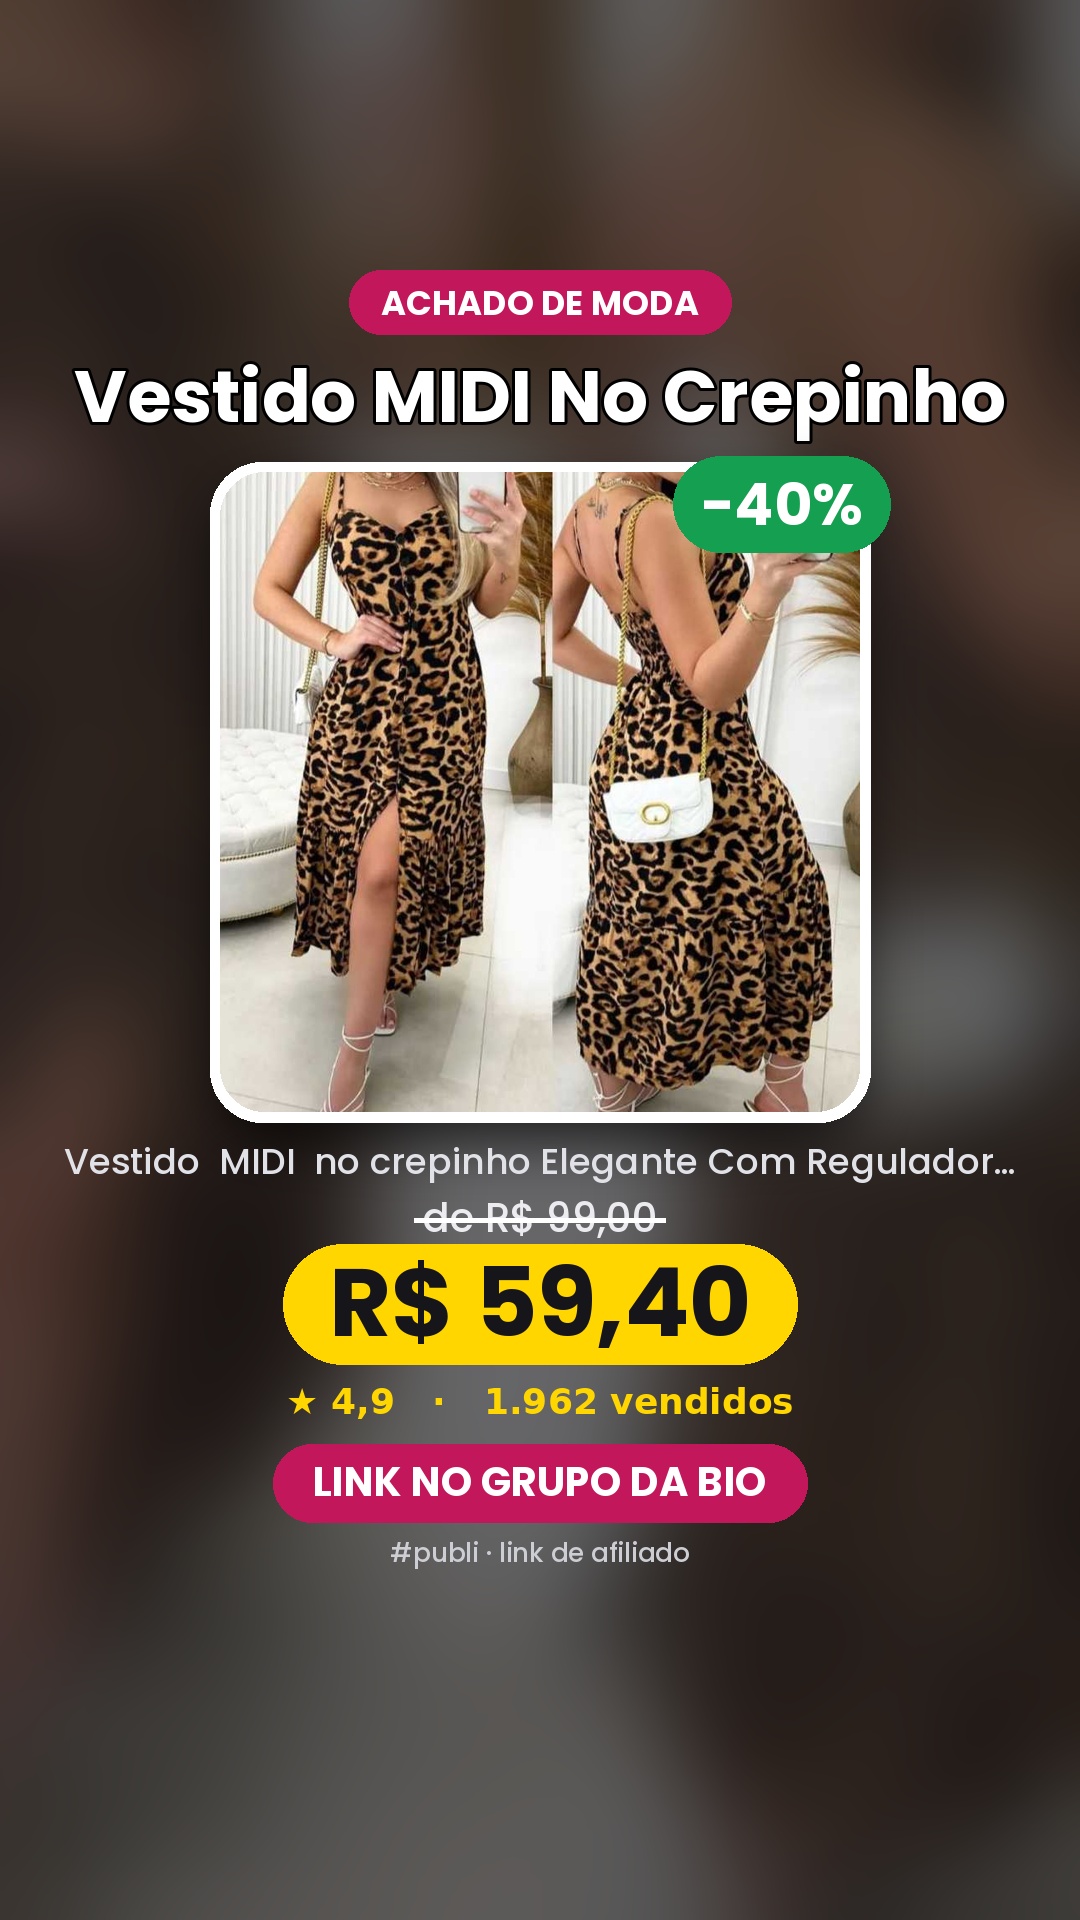 ACHADO DE MODA
Vestido MIDI No Crepinho
-40%
Vestido MIDI no crepinho Elegante Com Regulador...
de R$ 99,00
R$ 59,40
★ 4,9 · 1.962 vendidos
LINK NO GRUPO DA BIO
#publi · link de afiliado